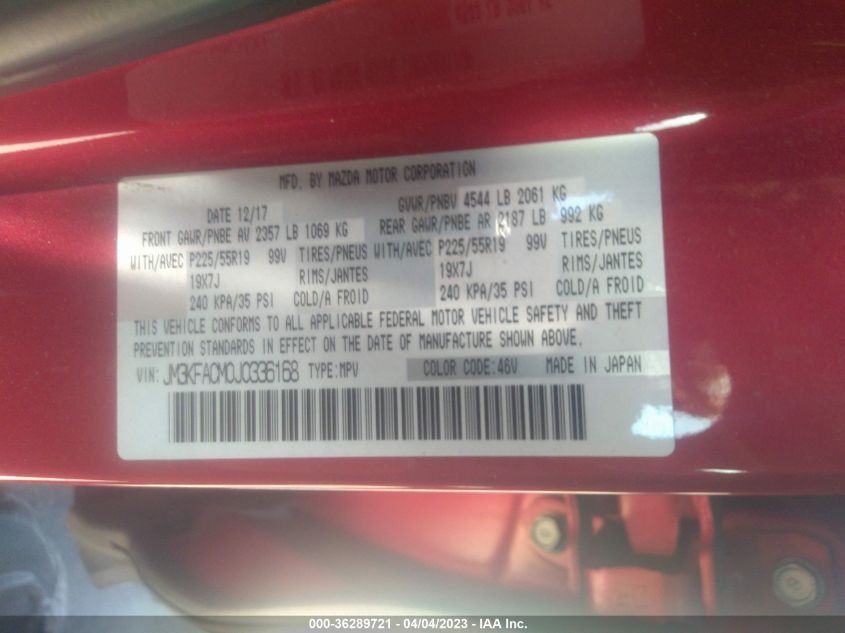 MFD. BY MAZDA MOTOR CORPORATION
DATE 12/17 GVWR/PNBV 4544 LB 2061 KG
FRONT GAWR/PNBE AV 2357 LB 1069 KG REAR GAWR/PNBE AR 2187 LB 992 KG
WITH/AVEC P225/55R19 99V TIRES/PNEUS WITH/AVEC P225/55R19 99V TIRES/PNEUS
19X7J RIMS/JANTES 19X7J RIMS/JANTES
240 KPA/35 PSI COLD/A FROID 240 KPA/35 PSI COLD/A FROID
THIS VEHICLE CONFORMS TO ALL APPLICABLE FEDERAL MOTOR VEHICLE SAFETY AND THEFT
PREVENTION STANDARDS IN EFFECT ON THE DATE OF MANUFACTURE SHOWN ABOVE.
VIN: JM3KFACM0J0336168 TYPE:MPV COLOR CODE:46V MADE IN JAPAN
000-36289721 - 04/04/2023 - IAA Inc.